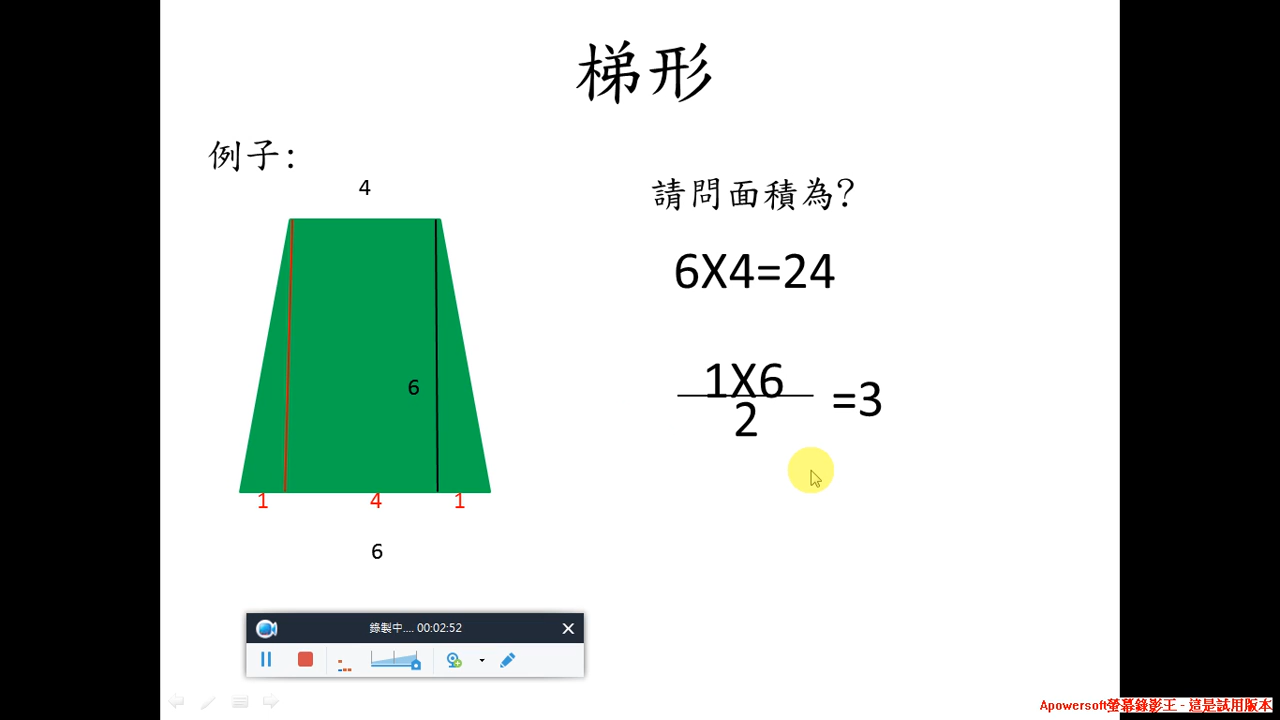 梯形
例子:
4
請問面積為?
6X4=24
1X6
2
=3
6
1
4
1
6
錄製中.... 00:02:52
Apowersoft螢幕錄影王 - 這是試用版本